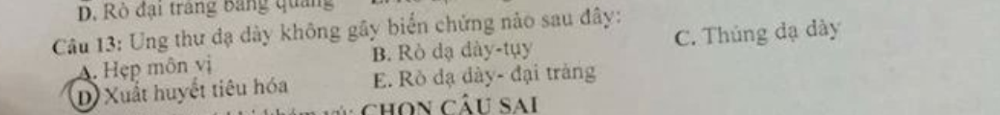 D. Rò đại tràng bàng quang
Câu 13: Ung thư dạ dày không gây biến chứng nào sau đây:
A. Hẹp môn vị B. Rò dạ dày-tụy C. Thủng dạ dày
D Xuất huyết tiêu hóa E. Rò dạ dày- đại tràng
CHỌN CÂU SAI